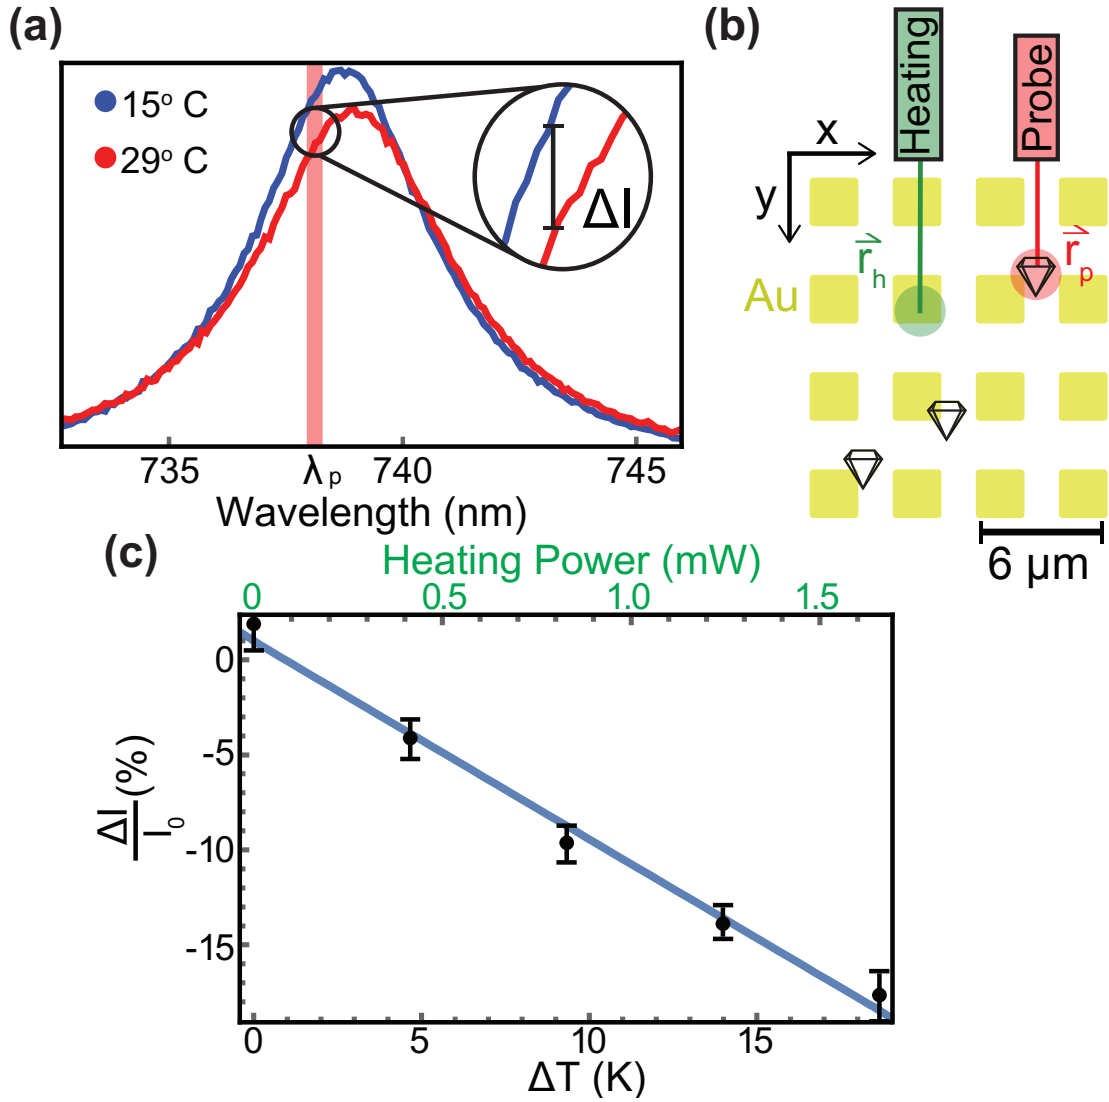 (a)
15° C
29° C
ΔI
735
λp
740
745
Wavelength (nm)
(b)
Heating
Probe
x
y
r⃗h
r⃗p
Au
6 μm
(c)
Heating Power (mW)
0
0.5
1.0
1.5
0
-5
-10
-15
ΔI
I0
(%)
0
5
10
15
ΔT (K)